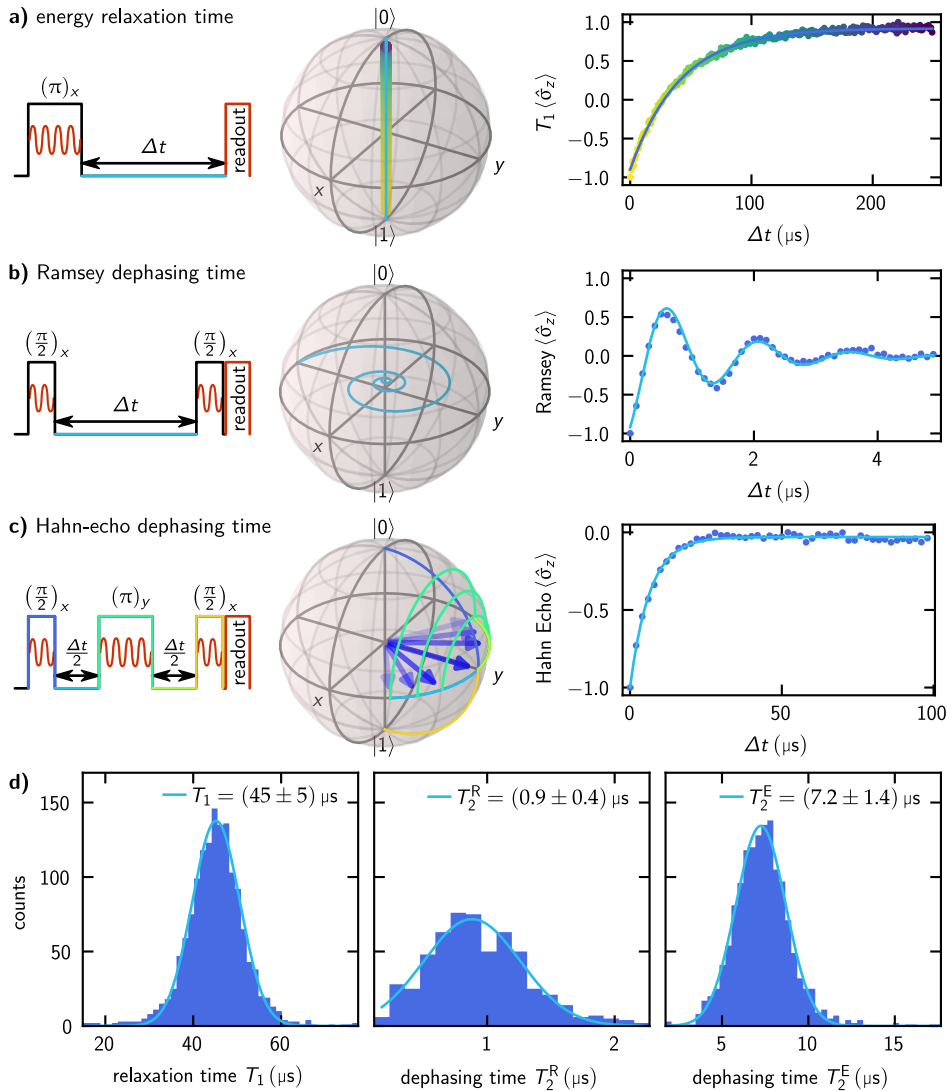 a) energy relaxation time
(π)ₓ
Δt
readout
|0⟩
x
y
|1⟩
T₁ ⟨σ̂_z⟩
1.0
0.5
0.0
−0.5
−1.0
0
100
200
Δt (µs)
b) Ramsey dephasing time
(π/2)ₓ
(π/2)ₓ
Δt
readout
|0⟩
x
y
|1⟩
Ramsey ⟨σ̂_z⟩
1.0
0.5
0.0
−0.5
−1.0
0
2
4
Δt (µs)
c) Hahn-echo dephasing time
(π/2)ₓ
(π)_y
(π/2)ₓ
Δt/2
Δt/2
readout
|0⟩
x
y
|1⟩
Hahn Echo ⟨σ̂_z⟩
0.0
−0.5
−1.0
0
50
100
Δt (µs)
d)
counts
150
100
50
0
T₁ = (45 ± 5) µs
20
40
60
relaxation time T₁ (µs)
T₂ᴿ = (0.9 ± 0.4) µs
1
2
dephasing time T₂ᴿ (µs)
T₂ᴱ = (7.2 ± 1.4) µs
5
10
15
dephasing time T₂ᴱ (µs)